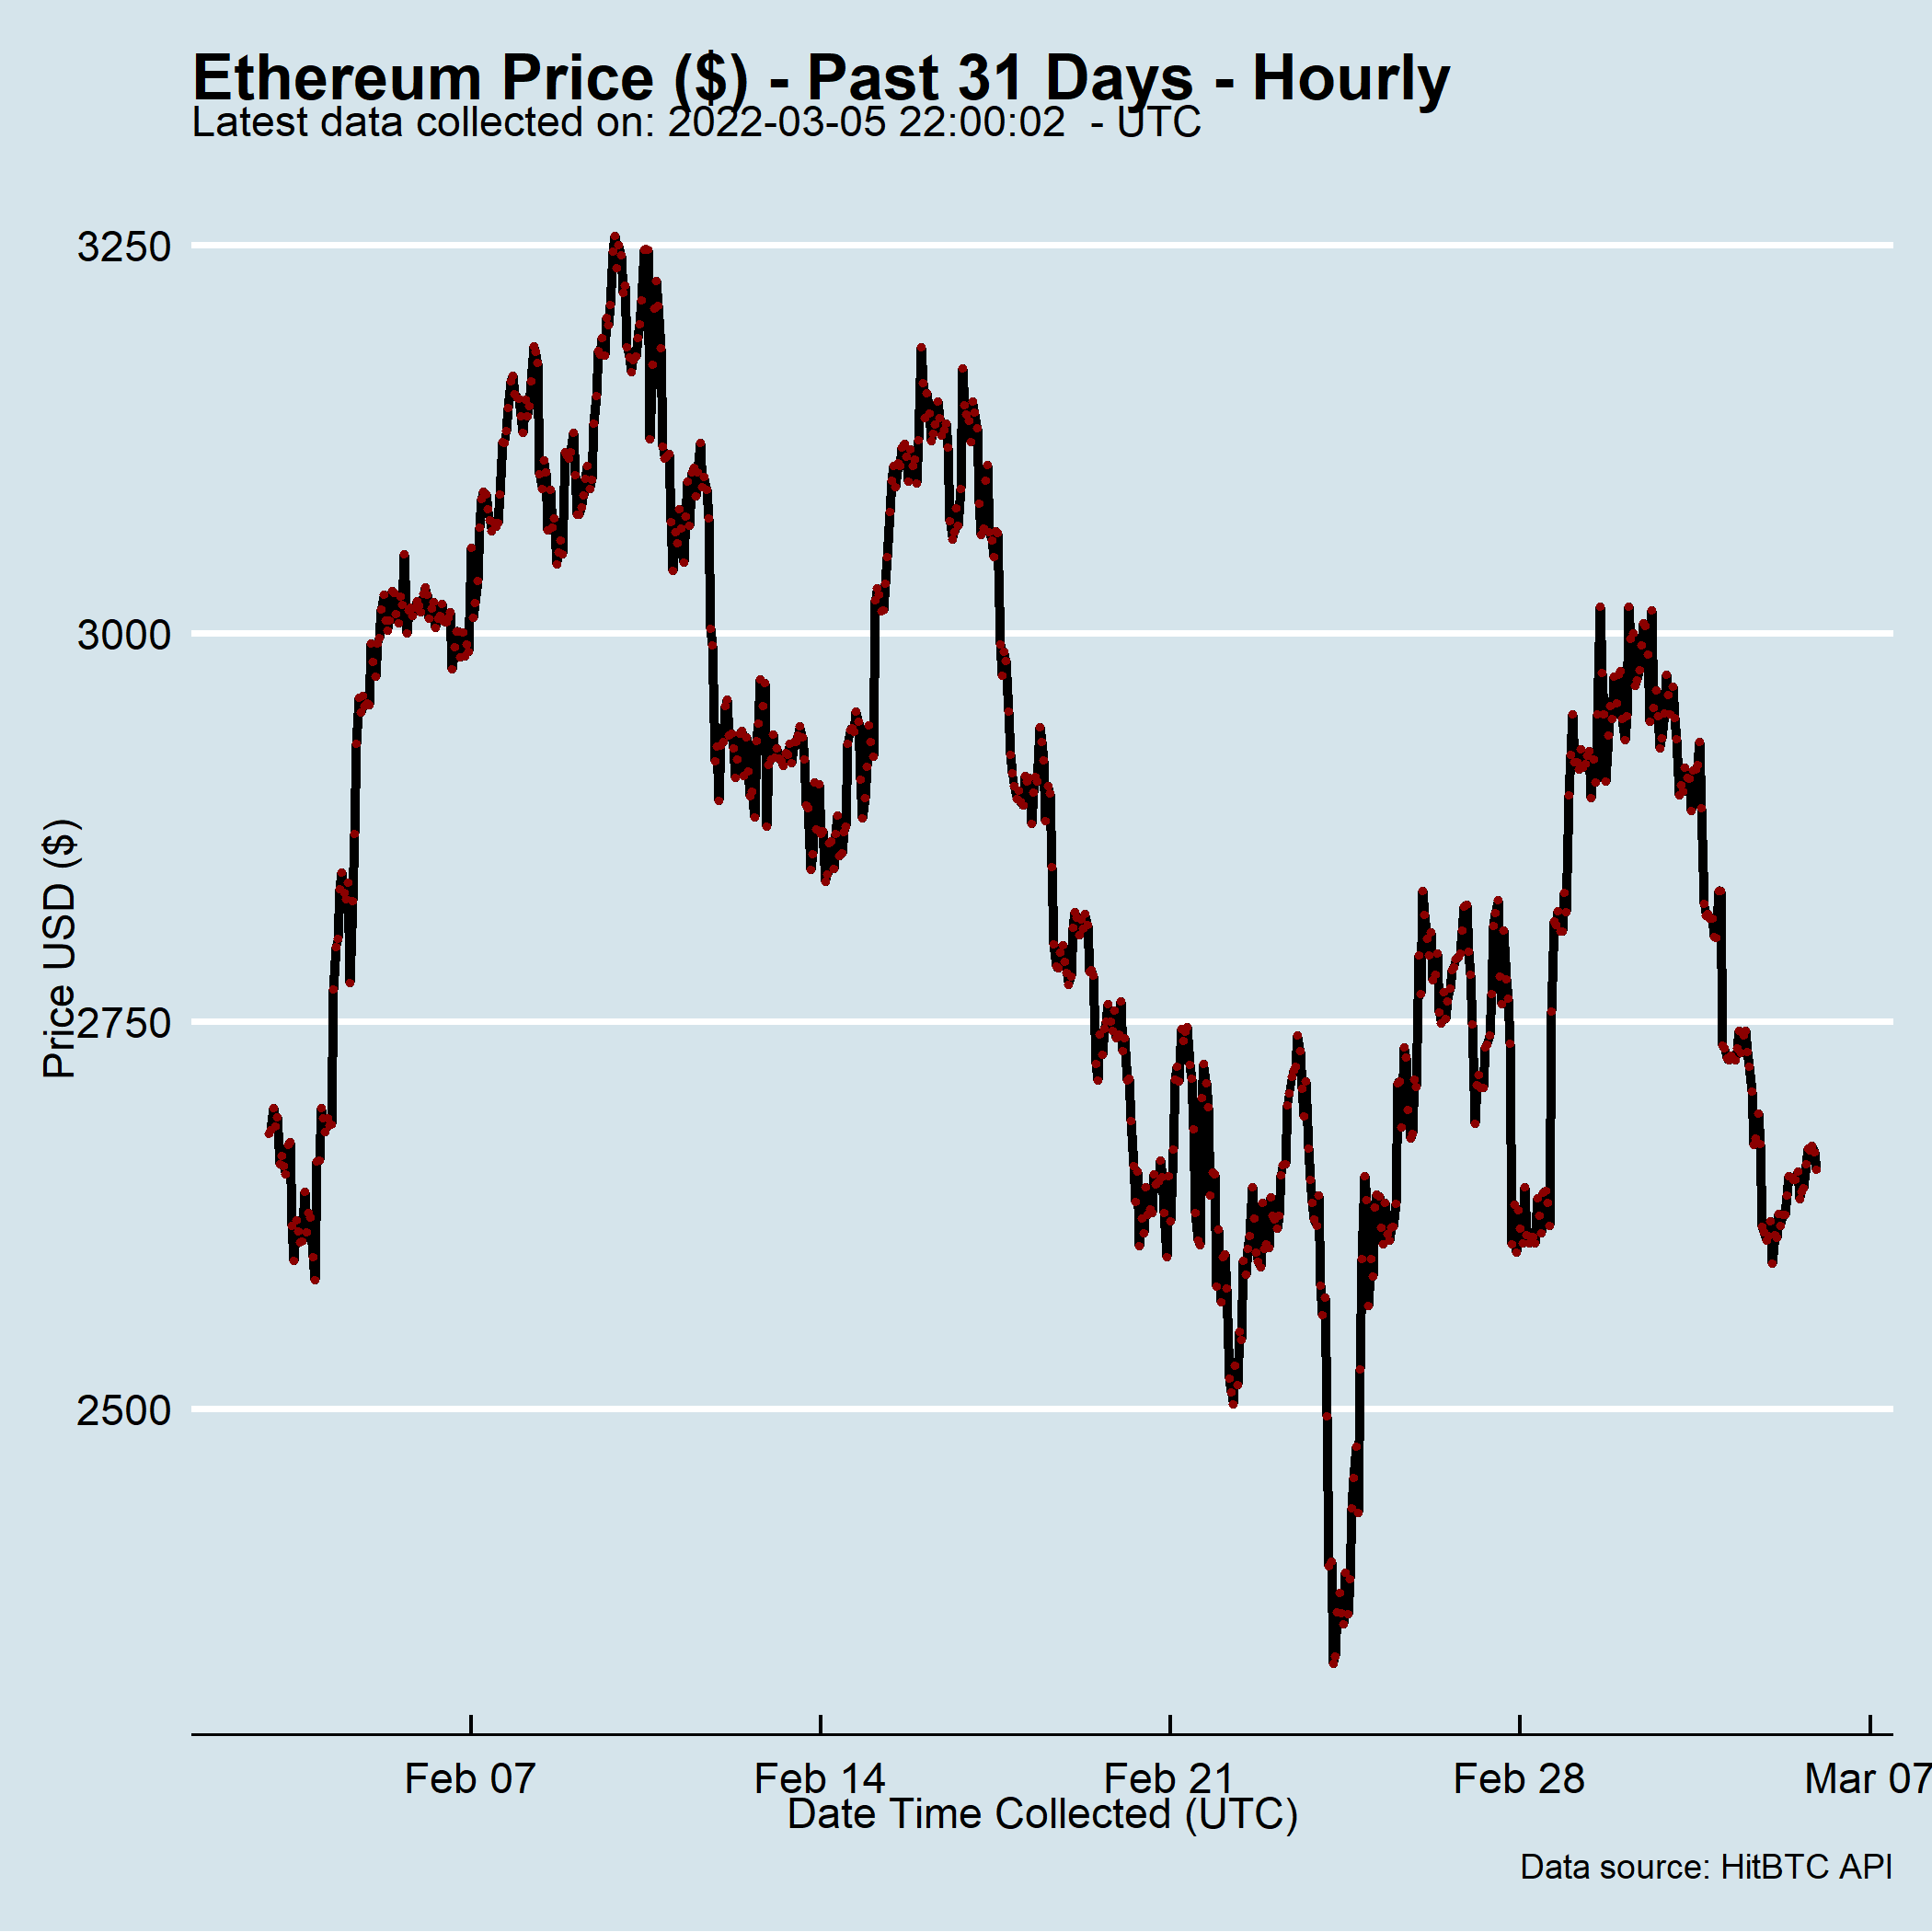 Ethereum Price ($) - Past 31 Days - Hourly
Latest data collected on: 2022-03-05 22:00:02  - UTC
3250
3000
2750
2500
Price USD ($)
Feb 07
Feb 14
Feb 21
Feb 28
Mar 07
Date Time Collected (UTC)
Data source: HitBTC API